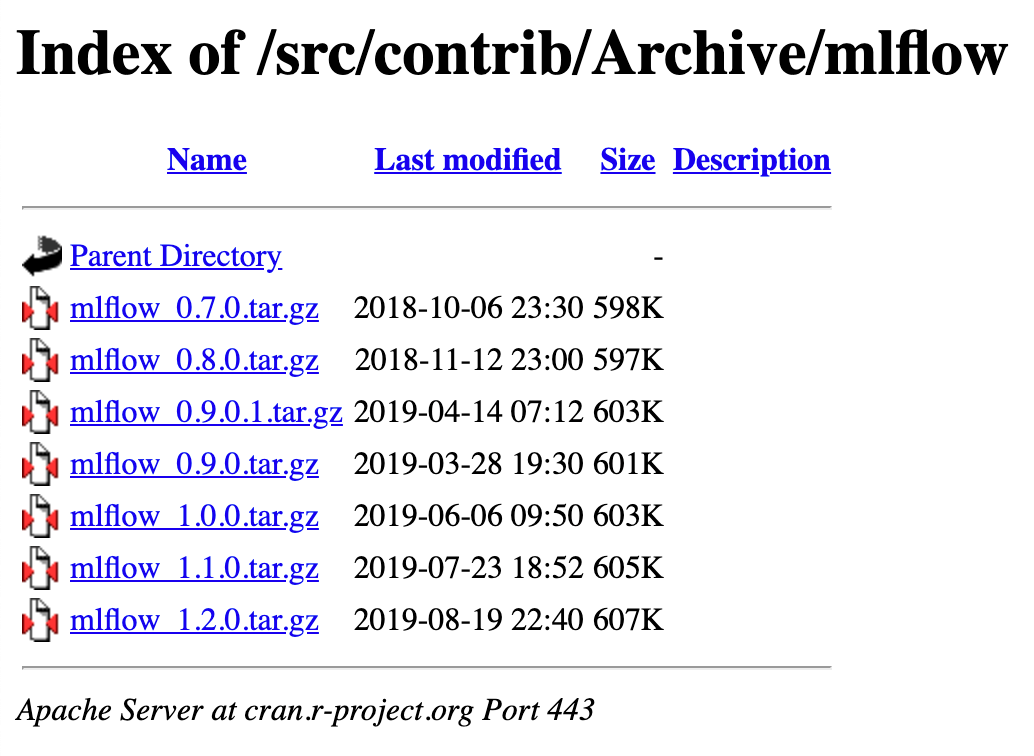 Index of /src/contrib/Archive/mlflow
Name Last modified Size Description
Parent Directory -
mlflow_0.7.0.tar.gz 2018-10-06 23:30 598K
mlflow_0.8.0.tar.gz 2018-11-12 23:00 597K
mlflow_0.9.0.1.tar.gz 2019-04-14 07:12 603K
mlflow_0.9.0.tar.gz 2019-03-28 19:30 601K
mlflow_1.0.0.tar.gz 2019-06-06 09:50 603K
mlflow_1.1.0.tar.gz 2019-07-23 18:52 605K
mlflow_1.2.0.tar.gz 2019-08-19 22:40 607K
Apache Server at cran.r-project.org Port 443